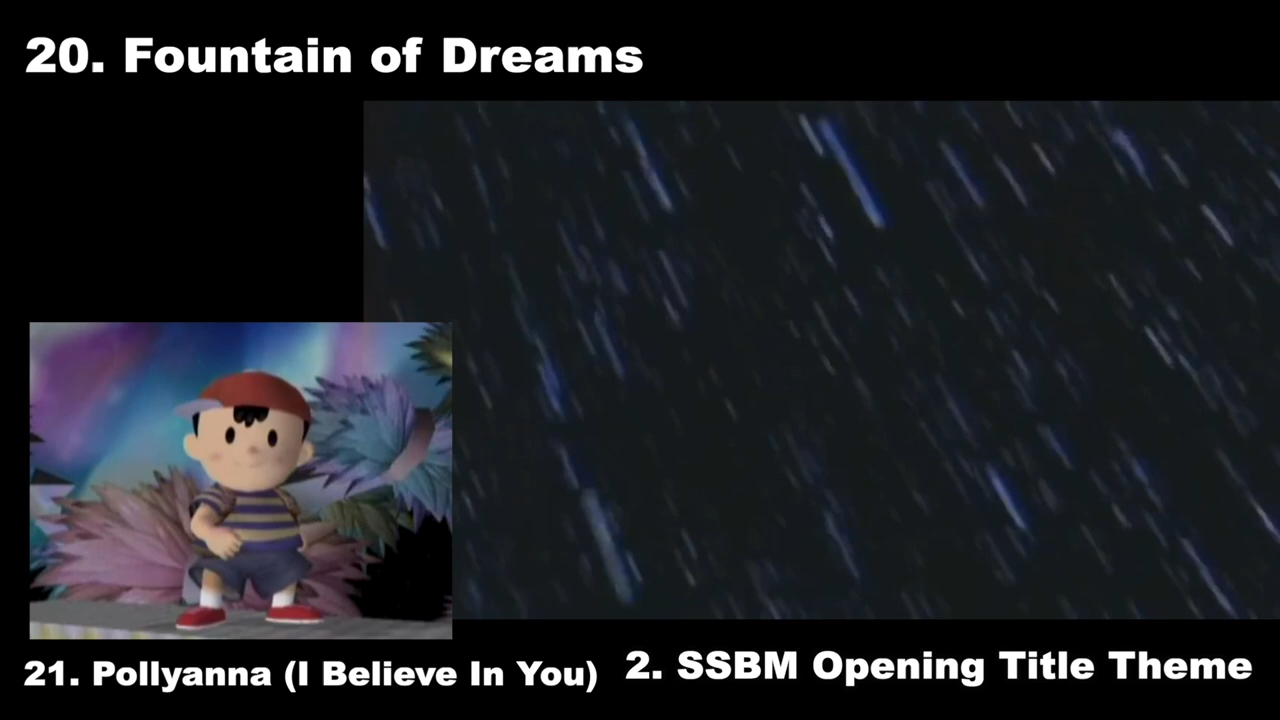 20. Fountain of Dreams
21. Pollyanna (I Believe In You)
2. SSBM Opening Title Theme